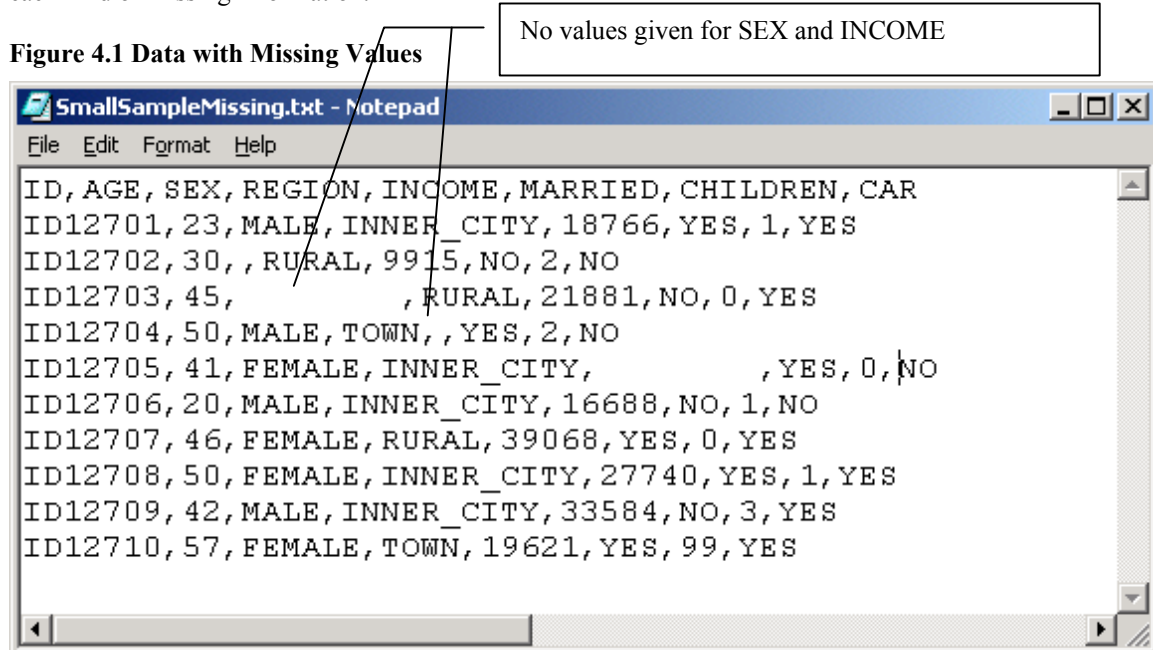 No values given for SEX and INCOME
Figure 4.1 Data with Missing Values
SmallSampleMissing.txt - Notepad
File Edit Format Help
ID,AGE,SEX,REGION,INCOME,MARRIED,CHILDREN,CAR
ID12701,23,MALE,INNER_CITY,18766,YES,1,YES
ID12702,30,,RURAL,9915,NO,2,NO
ID12703,45,           ,RURAL,21881,NO,0,YES
ID12704,50,MALE,TOWN,,YES,2,NO
ID12705,41,FEMALE,INNER_CITY,           ,YES,0,NO
ID12706,20,MALE,INNER_CITY,16688,NO,1,NO
ID12707,46,FEMALE,RURAL,39068,YES,0,YES
ID12708,50,FEMALE,INNER_CITY,27740,YES,1,YES
ID12709,42,MALE,INNER_CITY,33584,NO,3,YES
ID12710,57,FEMALE,TOWN,19621,YES,99,YES